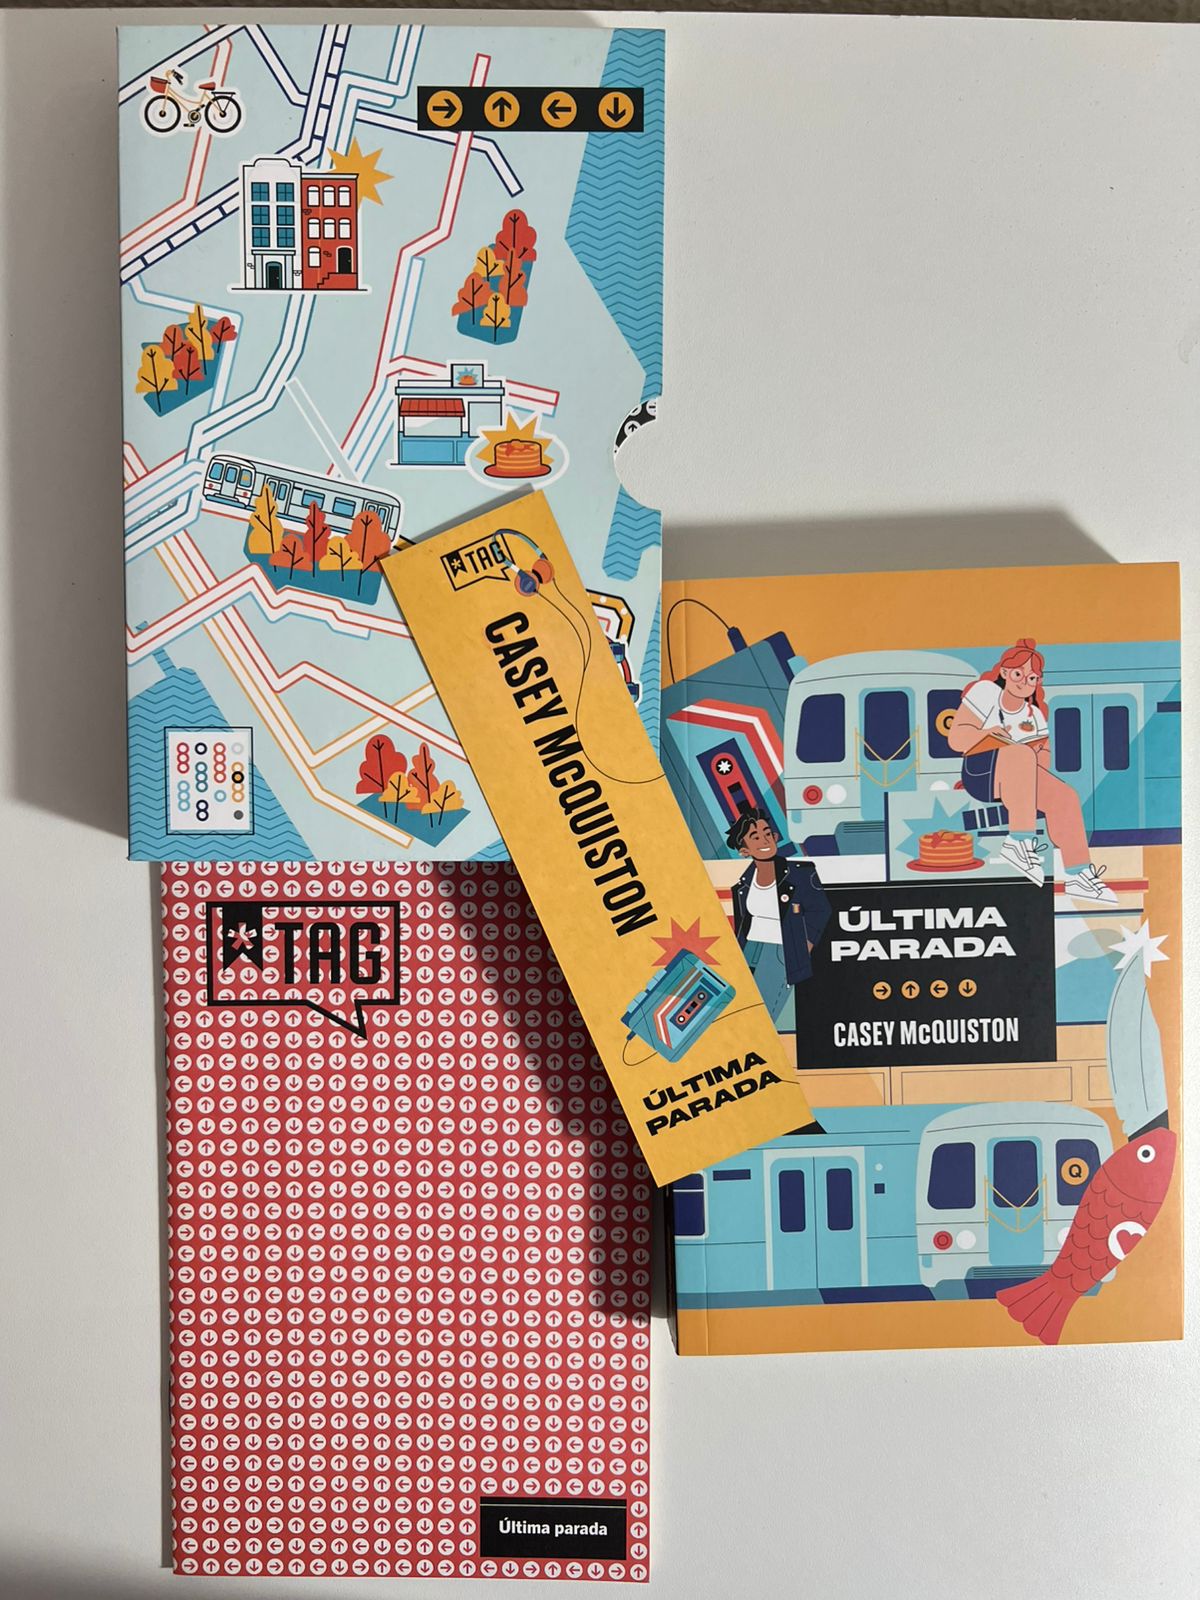 TAG
CASEY McQUISTON
ÚLTIMA
PARADA
Q
ÚLTIMA
PARADA
CASEY McQUISTON
Q
TAG
Última parada